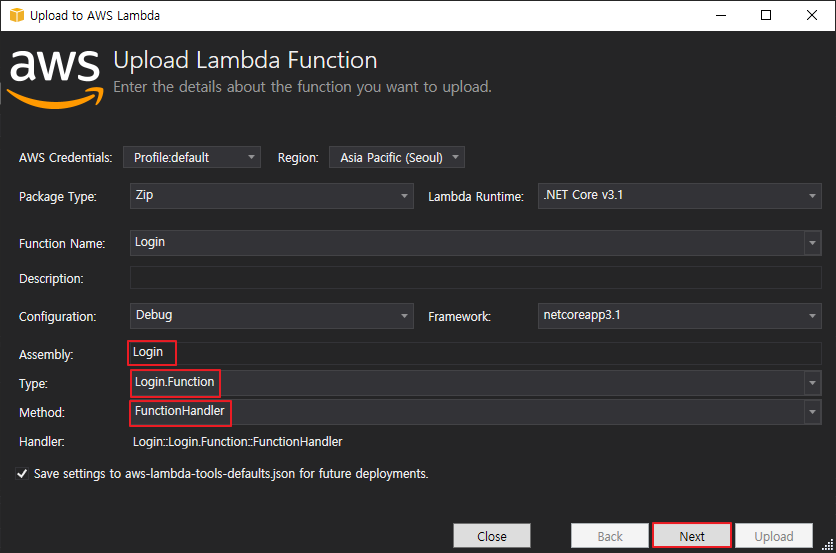 Upload to AWS Lambda
aws
Upload Lambda Function
Enter the details about the function you want to upload.
AWS Credentials: Profile:default Region: Asia Pacific (Seoul)
Package Type: Zip Lambda Runtime: .NET Core v3.1
Function Name: Login
Description:
Configuration: Debug Framework: netcoreapp3.1
Assembly: Login
Type: Login.Function
Method: FunctionHandler
Handler: Login::Login.Function::FunctionHandler
Save settings to aws-lambda-tools-defaults.json for future deployments.
Close Back Next Upload